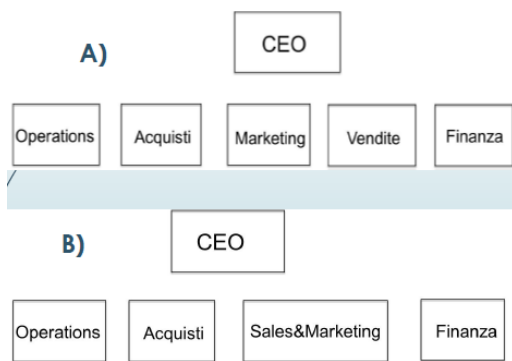 A)
CEO
Operations Acquisti Marketing Vendite Finanza
B)
CEO
Operations Acquisti Sales&Marketing Finanza